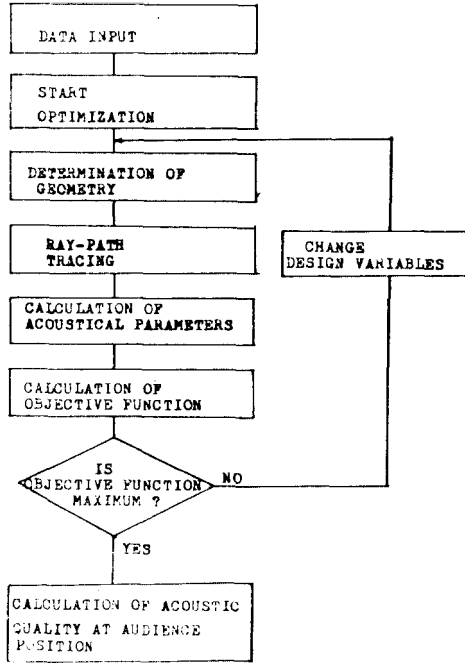 DATA INPUT
START
OPTIMIZATION
DETERMINATION OF
GEOMETRY
RAY-PATH
TRACING
CHANGE
DESIGN VARIABLES
CALCULATION OF
ACOUSTICAL PARAMETERS
CALCULATION OF
OBJECTIVE FUNCTION
IS
OBJECTIVE FUNCTION
MAXIMUM ?
NO
YES
CALCULATION OF ACOUSTIC
QUALITY AT AUDIENCE
POSITION